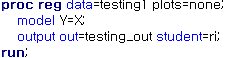 proc reg data=testing1 plots=none;
model Y=X;
output out=testing_out student=ri;
run;